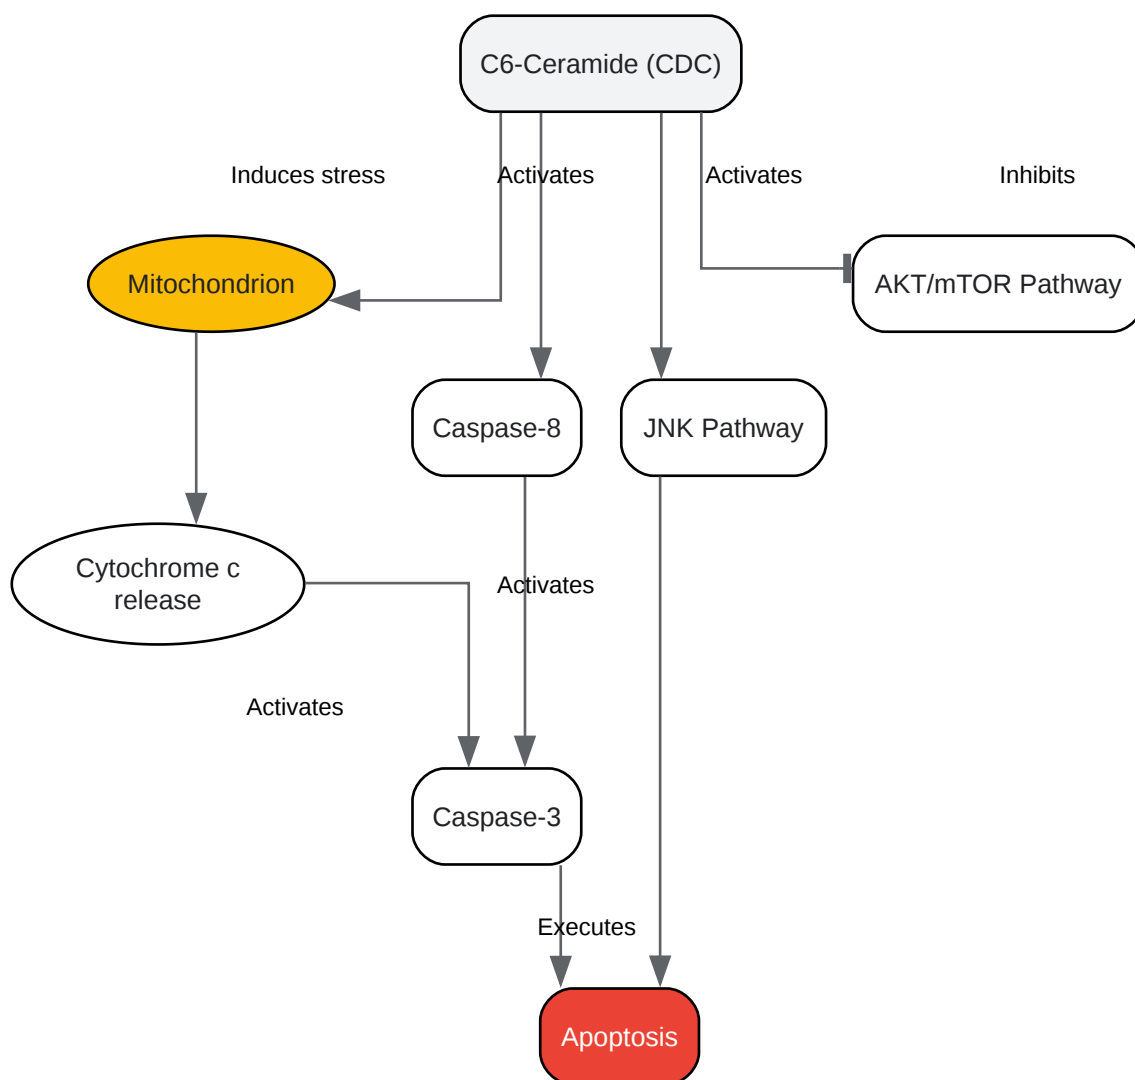 C6-Ceramide (CDC)
Induces stress
Activates
Activates
Inhibits
Mitochondrion
AKT/mTOR Pathway
Caspase-8
JNK Pathway
Cytochrome c
release
Activates
Activates
Caspase-3
Executes
Apoptosis